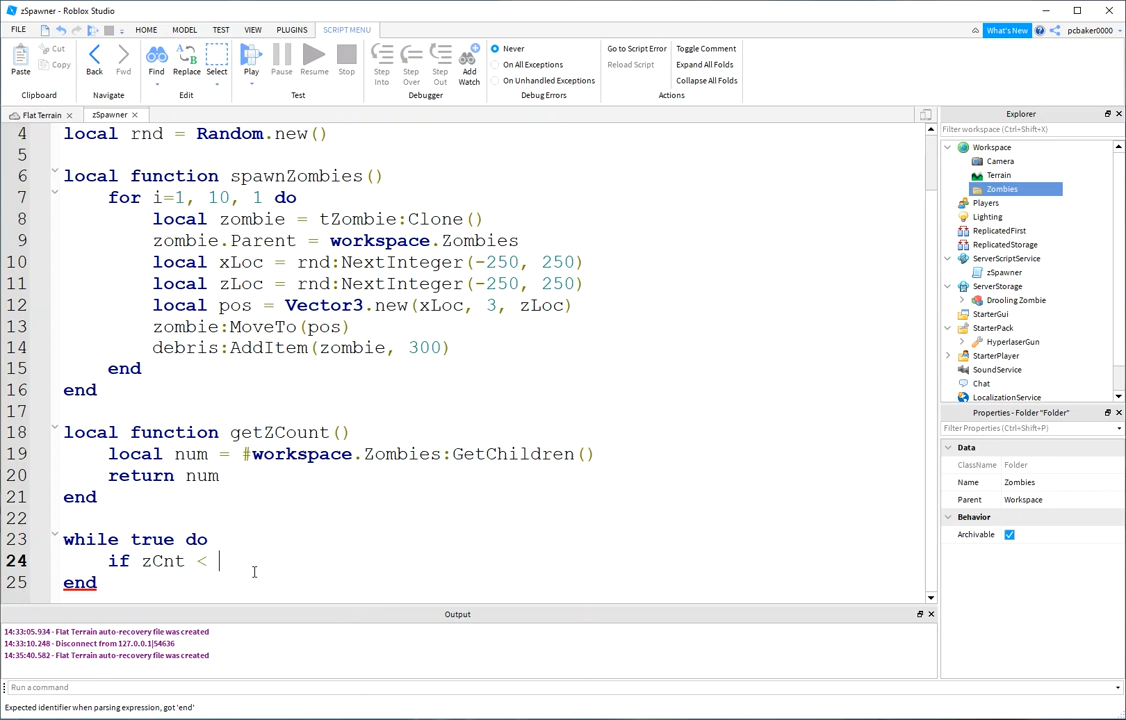 zSpawner - Roblox Studio
FILE HOME MODEL TEST VIEW PLUGINS SCRIPT MENU What's New pcbaker0000
Paste Cut Copy Back Fwd Find Replace Select Play Pause Resume Stop Step Into Step Over Step Out Add Watch Never On All Exceptions On Unhandled Exceptions Go to Script Error Reload Script Toggle Comment Expand All Folds Collapse All Folds
Clipboard Navigate Edit Test Debugger Debug Errors Actions
Flat Terrain zSpawner
4 local rnd = Random.new()
5
6 local function spawnZombies()
7 for i=1, 10, 1 do
8 local zombie = tZombie:Clone()
9 zombie.Parent = workspace.Zombies
10 local xLoc = rnd:NextInteger(-250, 250)
11 local zLoc = rnd:NextInteger(-250, 250)
12 local pos = Vector3.new(xLoc, 3, zLoc)
13 zombie:MoveTo(pos)
14 debris:AddItem(zombie, 300)
15 end
16 end
17
18 local function getZCount()
19 local num = #workspace.Zombies:GetChildren()
20 return num
21 end
22
23 while true do
24 if zCnt <
25 end
Output
14:33:05.934 - Flat Terrain auto-recovery file was created
14:33:10.248 - Disconnect from 127.0.0.1|54636
14:35:40.582 - Flat Terrain auto-recovery file was created
Run a command
Expected identifier when parsing expression, got 'end'
Explorer
Filter workspace (Ctrl+Shift+X)
Workspace
Camera
Terrain
Zombies
Players
Lighting
ReplicatedFirst
ReplicatedStorage
ServerScriptService
zSpawner
ServerStorage
Drooling Zombie
StarterGui
StarterPack
HyperlaserGun
StarterPlayer
SoundService
Chat
LocalizationService
Properties - Folder "Folder"
Filter Properties (Ctrl+Shift+P)
Data
ClassName Folder
Name Zombies
Parent Workspace
Behavior
Archivable